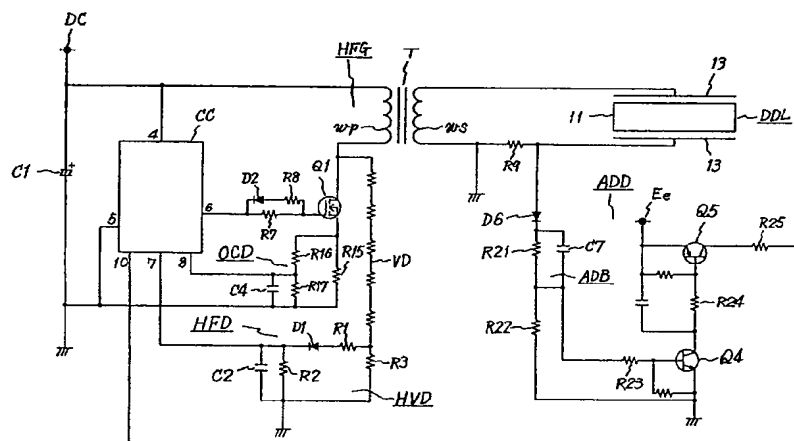 DC
HFG
T
13
4
CC
wp
ws
11
DDL
C1
13
Q1
R9
D2
R8
Ee
ADD
Q5
6
D6
R25
R7
5
R21
C7
OCD
R16
R15
VD
10
7
8
ADB
R24
C4
R17
R22
HFD
D1
R1
R3
Q4
C2
R2
HVD
R23